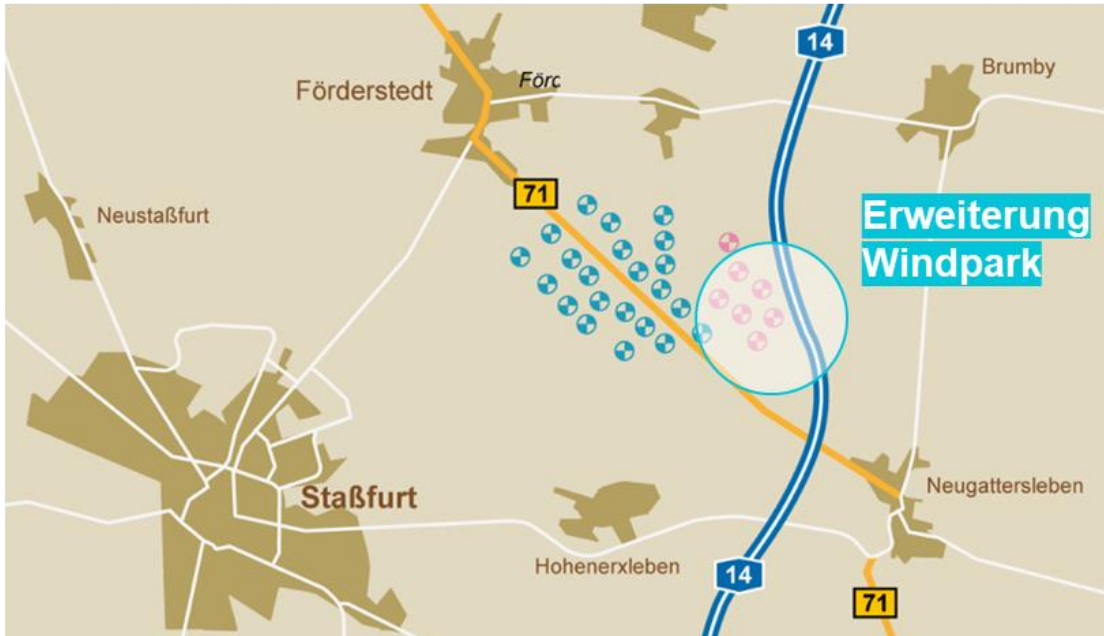 14
Brumby
Förderstedt
Förc
71
Neustaßfurt
Erweiterung
Windpark
Staßfurt
Neugattersleben
Hohenerxleben
14
71